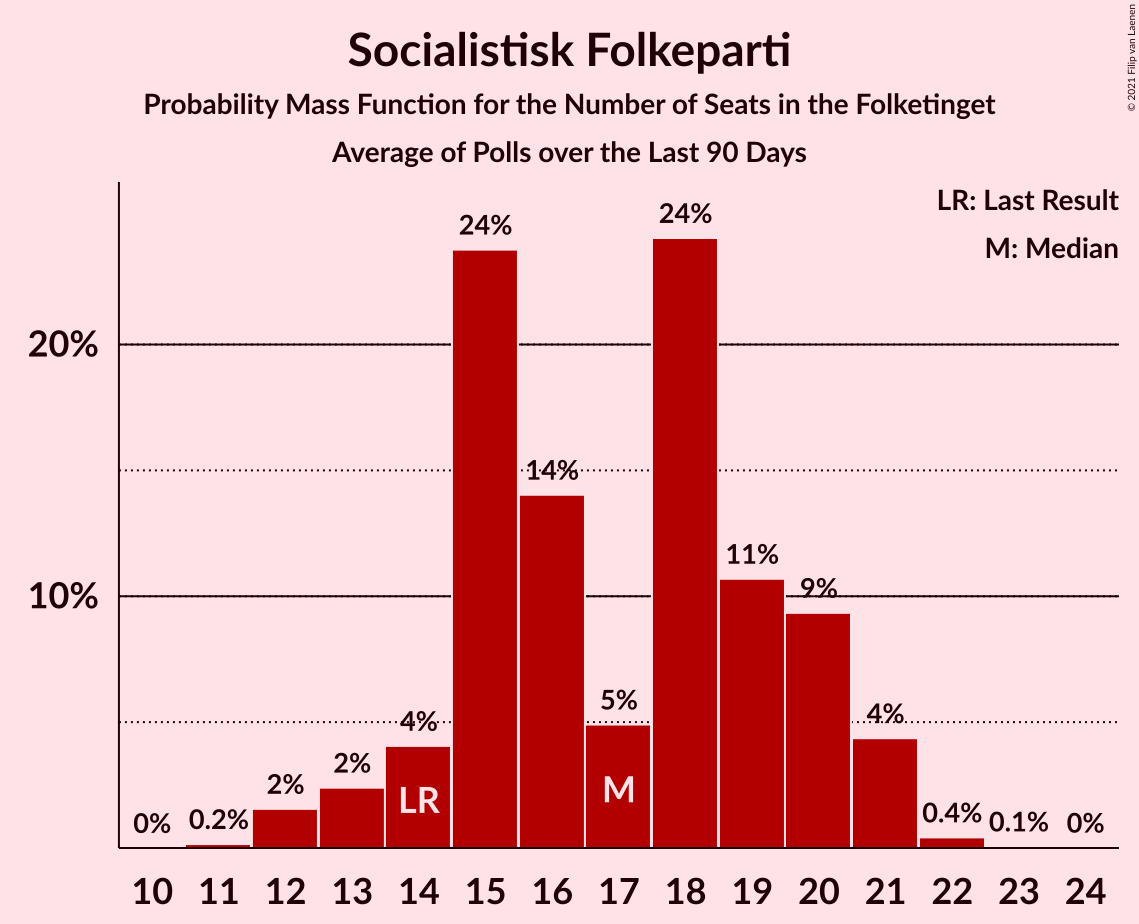 Socialistisk Folkeparti
Probability Mass Function for the Number of Seats in the Folketinget
Average of Polls over the Last 90 Days
© 2021 Filip van Laenen
LR: Last Result
M: Median
20%
10%
0%
0.2%
2%
2%
4%
24%
14%
5%
24%
11%
9%
4%
0.4%
0.1%
0%
LR
M
10 11 12 13 14 15 16 17 18 19 20 21 22 23 24